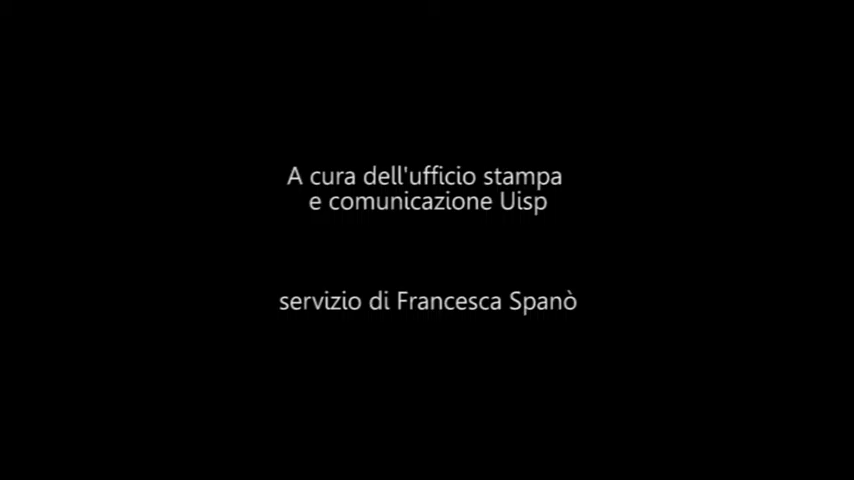 A cura dell'ufficio stampa
e comunicazione Uisp
servizio di Francesca Spanò